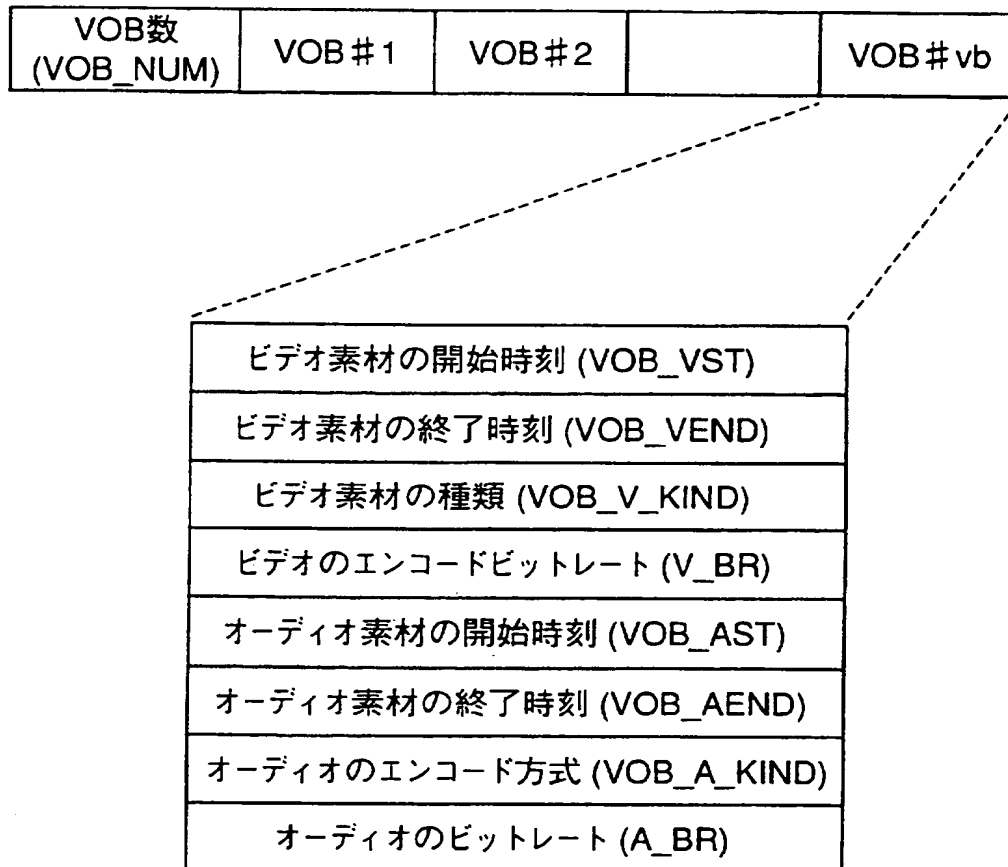 VOB数
(VOB_NUM)
VOB#1
VOB#2
VOB#vb
ビデオ素材の開始時刻 (VOB_VST)
ビデオ素材の終了時刻 (VOB_VEND)
ビデオ素材の種類 (VOB_V_KIND)
ビデオのエンコードビットレート (V_BR)
オーディオ素材の開始時刻 (VOB_AST)
オーディオ素材の終了時刻 (VOB_AEND)
オーディオのエンコード方式 (VOB_A_KIND)
オーディオのビットレート (A_BR)